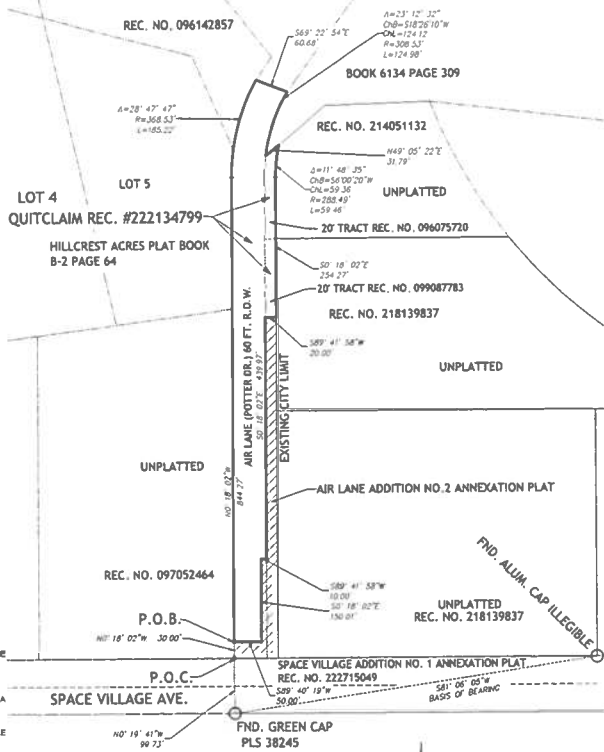 REC. NO. 096142857
S69° 22' 54"E
60.68'
Δ=23° 12' 32"
ChB=S18°26'10"W
ChL=124.12
R=308.53'
L=124.98'
BOOK 6134 PAGE 309
Δ=28° 47' 47"
R=368.53'
L=185.22'
REC. NO. 214051132
N49° 05' 22"E
31.79'
Δ=11° 48' 35"
ChB=S6°00'20"W
ChL=59.36
R=288.49'
L=59.46'
UNPLATTED
LOT 4
LOT 5
QUITCLAIM REC. #222134799
HILLCREST ACRES PLAT BOOK
B-2 PAGE 64
20' TRACT REC. NO. 096075720
S0° 18' 02"E
254.27'
20' TRACT REC. NO. 099087783
REC. NO. 218139837
S89° 41' 58"W
20.00'
UNPLATTED
AIR LANE (POTTER DR.) 60 FT. R.O.W.
S0° 18' 02"E 439.97'
EXISTING CITY LIMIT
N0° 18' 02"W
844.27'
UNPLATTED
AIR LANE ADDITION NO.2 ANNEXATION PLAT
REC. NO. 097052464
S89° 41' 58"W
10.00'
S0° 18' 02"E
150.01'
FND. ALUM. CAP ILLEGIBLE
UNPLATTED
REC. NO. 218139837
P.O.B.
N0° 18' 02"W 30.00'
P.O.C.
SPACE VILLAGE ADDITION NO. 1 ANNEXATION PLAT
REC. NO. 222715049
SPACE VILLAGE AVE.
S89° 40' 19"W
50.00'
S81° 06' 05"W
BASIS OF BEARING
N0° 19' 41"W
99.73'
FND. GREEN CAP
PLS 38245
E
A
E